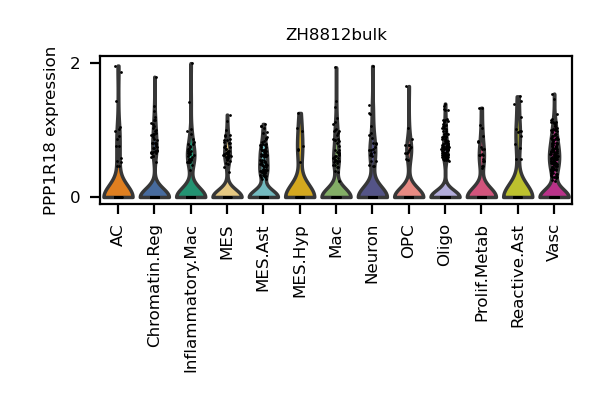 ZH8812bulk
PPP1R18 expression
2
0
AC
Chromatin.Reg
Inflammatory.Mac
MES
MES.Ast
MES.Hyp
Mac
Neuron
OPC
Oligo
Prolif.Metab
Reactive.Ast
Vasc